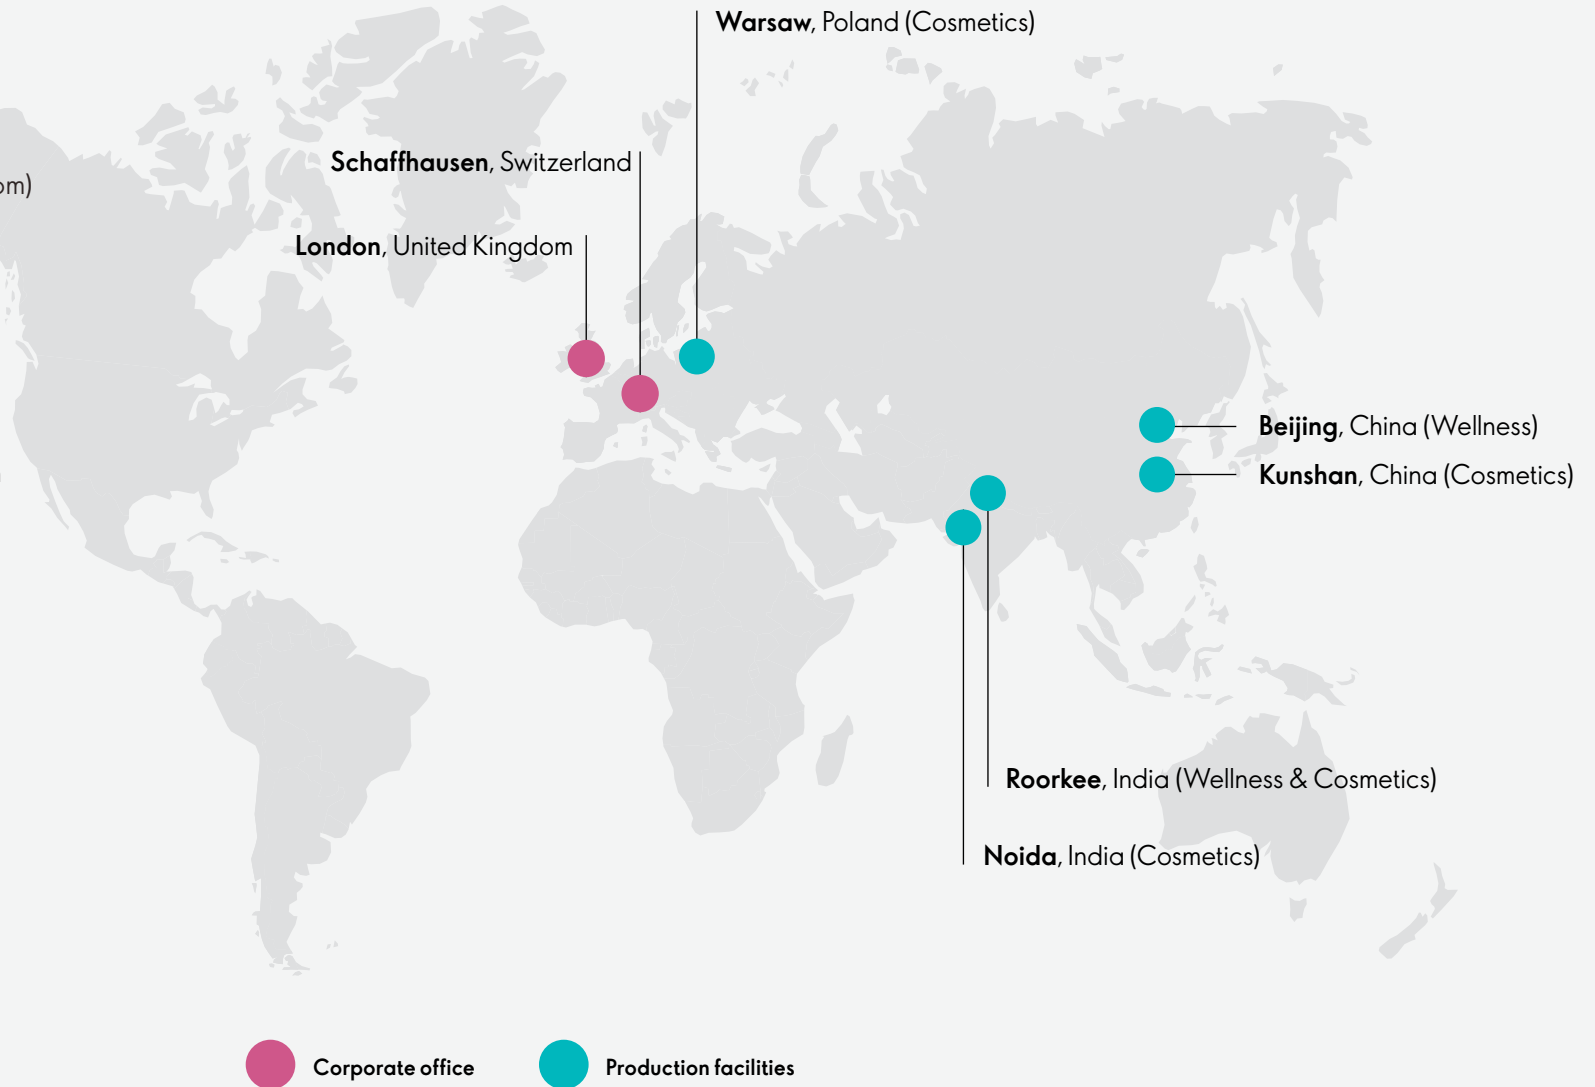 Warsaw, Poland (Cosmetics)
Schaffhausen, Switzerland
om)
London, United Kingdom
Beijing, China (Wellness)
Kunshan, China (Cosmetics)
Roorkee, India (Wellness & Cosmetics)
Noida, India (Cosmetics)
Corporate office
Production facilities